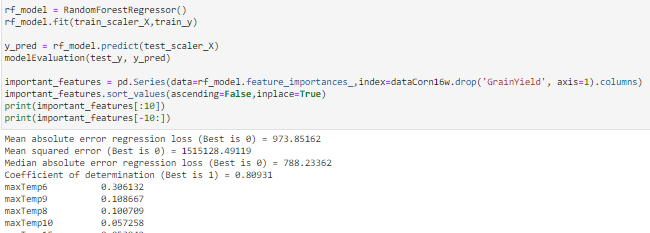 rf_model = RandomForestRegressor()
rf_model.fit(train_scaler_X,train_y)
y_pred = rf_model.predict(test_scaler_X)
modelEvaluation(test_y, y_pred)
important_features = pd.Series(data=rf_model.feature_importances_,index=dataCorn16w.drop('GrainYield', axis=1).columns)
important_features.sort_values(ascending=False,inplace=True)
print(important_features[:10])
print(important_features[-10:])
Mean absolute error regression loss (Best is 0) = 973.85162
Mean squared error (Best is 0) = 1515128.49119
Median absolute error regression loss (Best is 0) = 788.23362
Coefficient of determination (Best is 1) = 0.80931
maxTemp6 0.306132
maxTemp9 0.108667
maxTemp8 0.100709
maxTemp10 0.057258